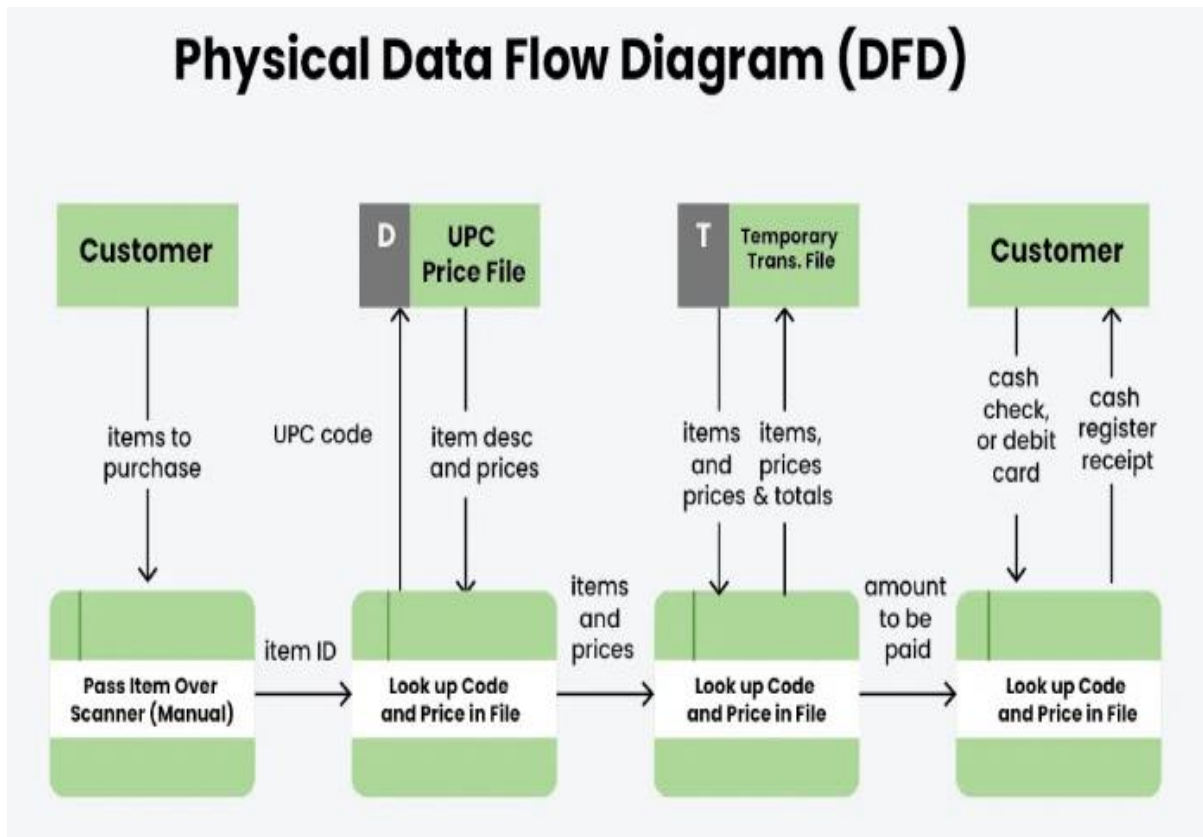 Physical Data Flow Diagram (DFD)
Customer
D
UPC
Price File
T
Temporary
Trans. File
Customer
items to
purchase
UPC code
item desc
and prices
items
and
prices
items,
prices
& totals
cash
check,
or debit
card
cash
register
receipt
item ID
items
and
prices
amount
to be
paid
Pass Item Over
Scanner (Manual)
Look up Code
and Price in File
Look up Code
and Price in File
Look up Code
and Price in File